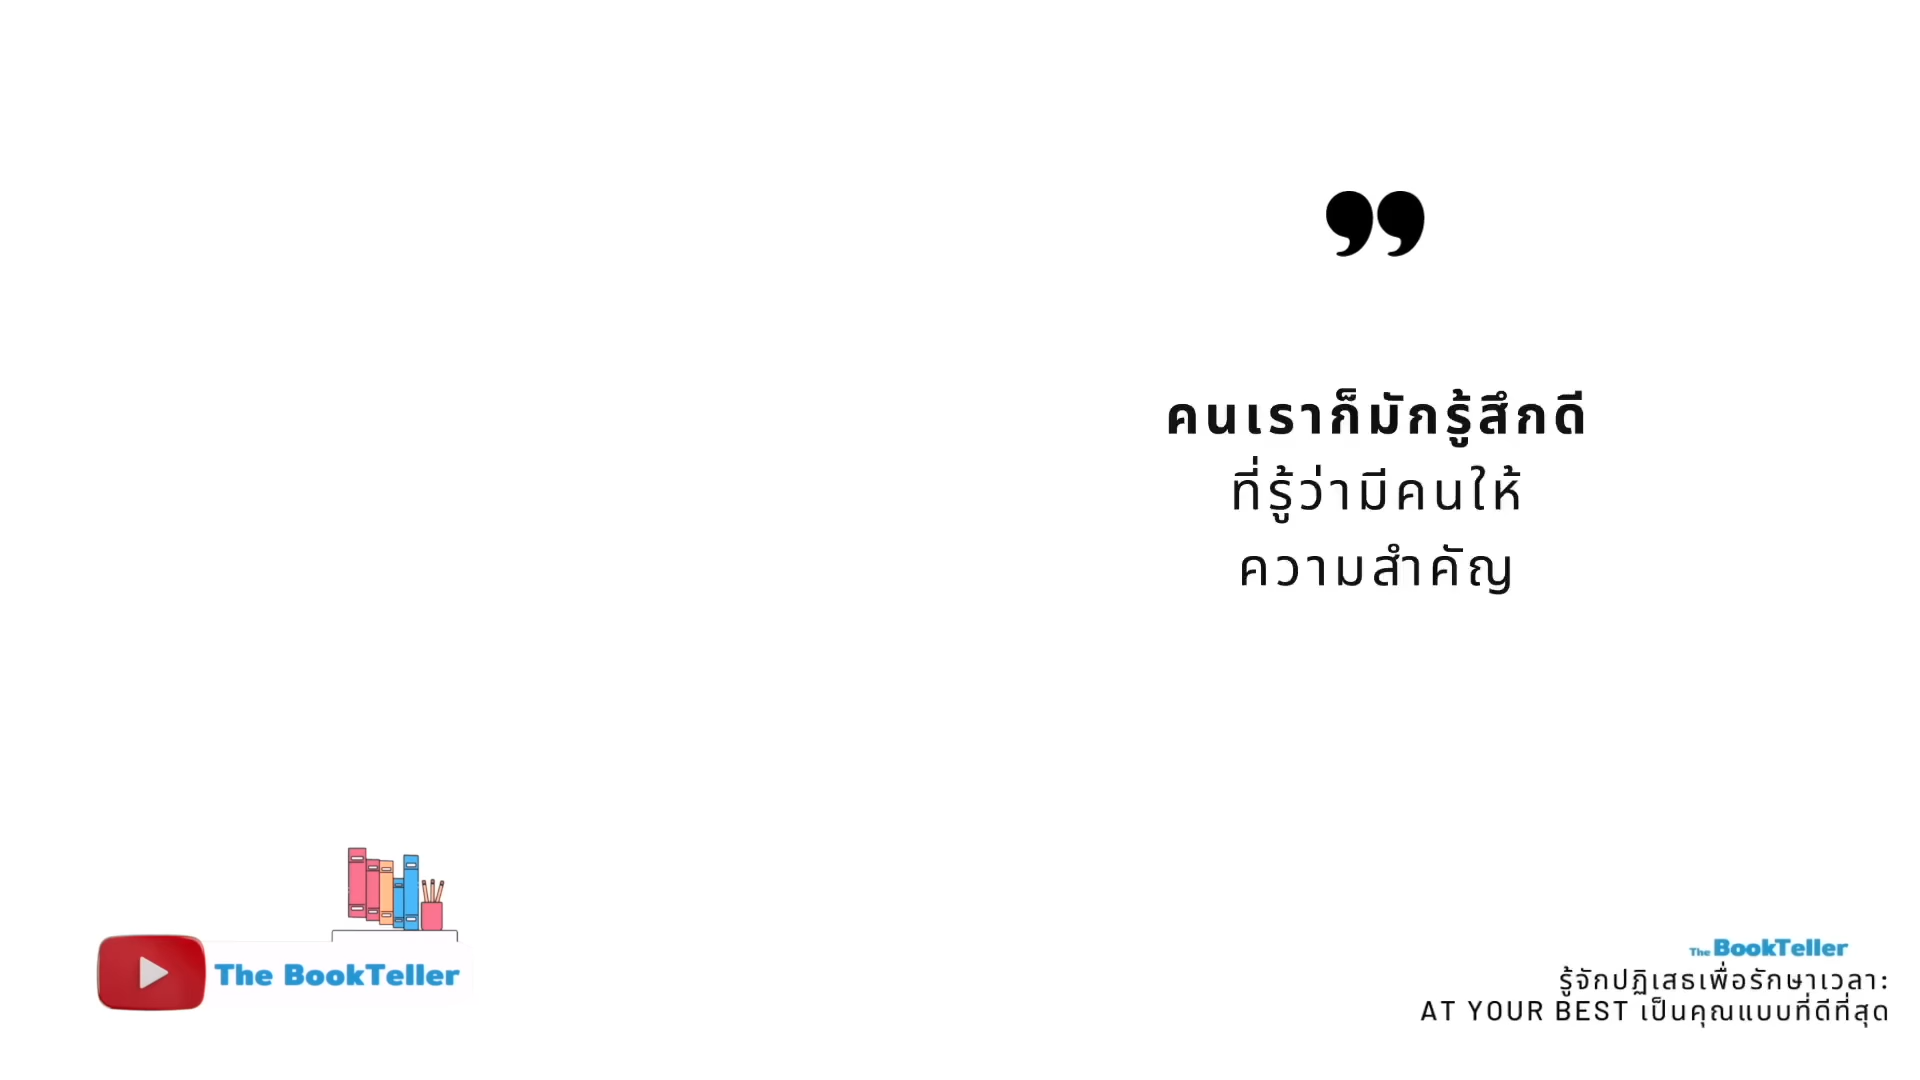 คนเราก็มักรู้สึกดี
ที่รู้ว่ามีคนให้
ความสำคัญ
The BookTeller
The BookTeller
รู้จักปฏิเสธเพื่อรักษาเวลา:
AT YOUR BEST เป็นคุณแบบที่ดีที่สุด